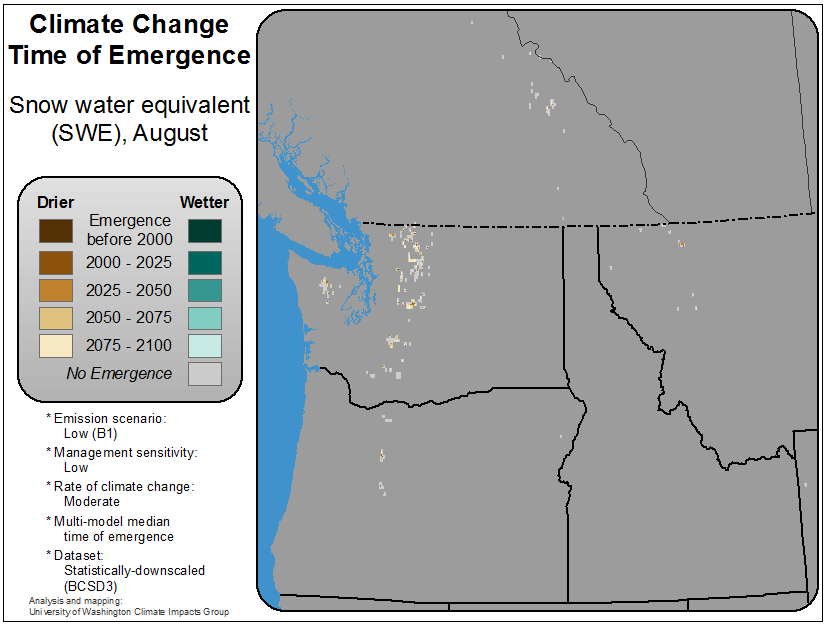 Climate Change
Time of Emergence
Snow water equivalent
(SWE), August
Drier Wetter
Emergence
before 2000
2000 - 2025
2025 - 2050
2050 - 2075
2075 - 2100
No Emergence
* Emission scenario:
Low (B1)
* Management sensitivity:
Low
* Rate of climate change:
Moderate
* Multi-model median
time of emergence
* Dataset:
Statistically-downscaled
(BCSD3)
Analysis and mapping:
University of Washington Climate Impacts Group